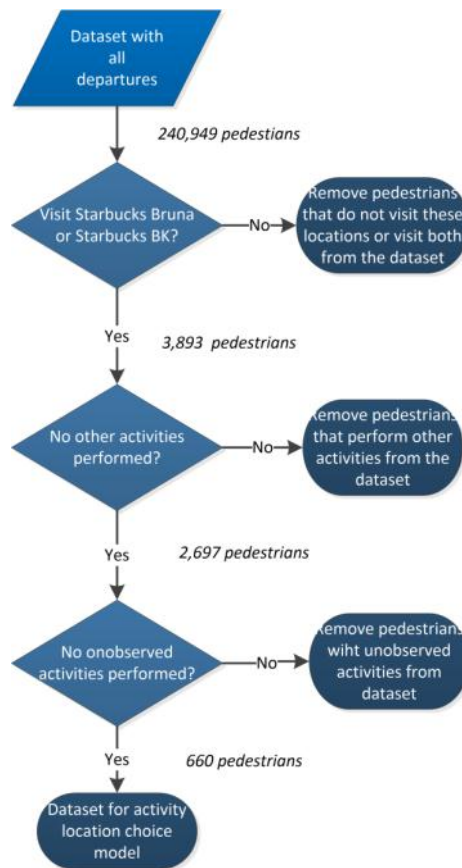 Dataset with
all
departures
240,949 pedestians
Visit Starbucks Bruna
or Starbucks BK?
No
Remove pedestrians
that do not visit these
locations or visit both
from the dataset
Yes
3,893 pedestrians
No other activities
performed?
No
Remove pedestrians
that perform other
activities from the
dataset
Yes
2,697 pedestrians
No onobserved
activities performed?
No
Remove pedestrians
wiht unobserved
activities from
dataset
Yes
660 pedestrians
Dataset for activity
location choice
model